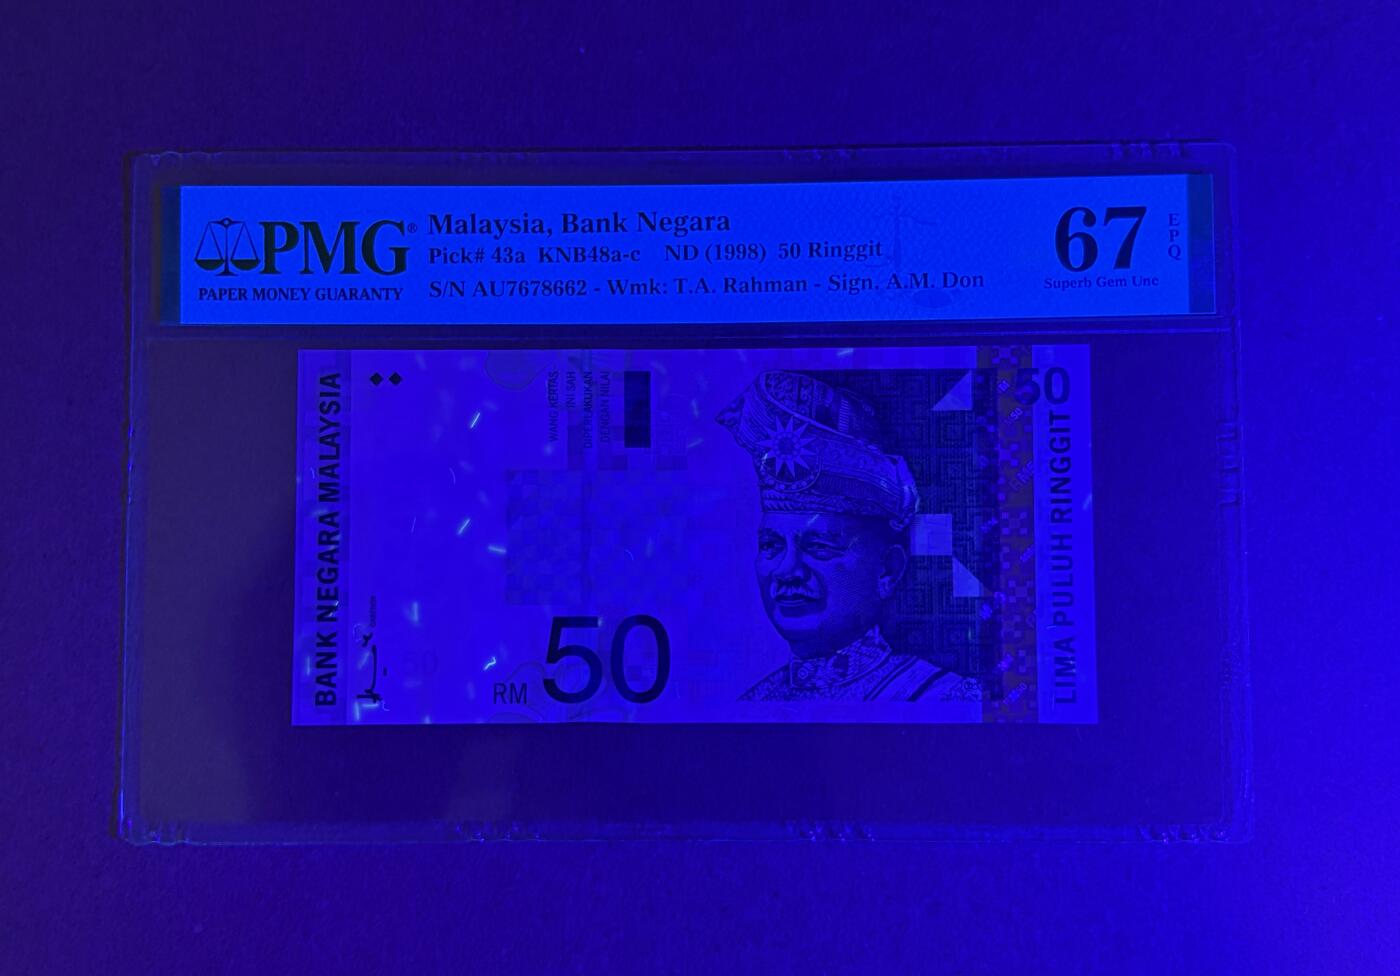 PMG®
PAPER MONEY GUARANTY
Malaysia, Bank Negara
Pick# 43a KNB48a-c ND (1998) 50 Ringgit
S/N AU7678662 - Wmk: T.A. Rahman - Sign. A.M. Don
67
EPQ
Superb Gem Unc
BANK NEGARA MALAYSIA
WANG KERTAS
INI SAH
DIPERLAKUKAN
DENGAN NILAI
50
LIMA PULUH RINGGIT
50
RM 50